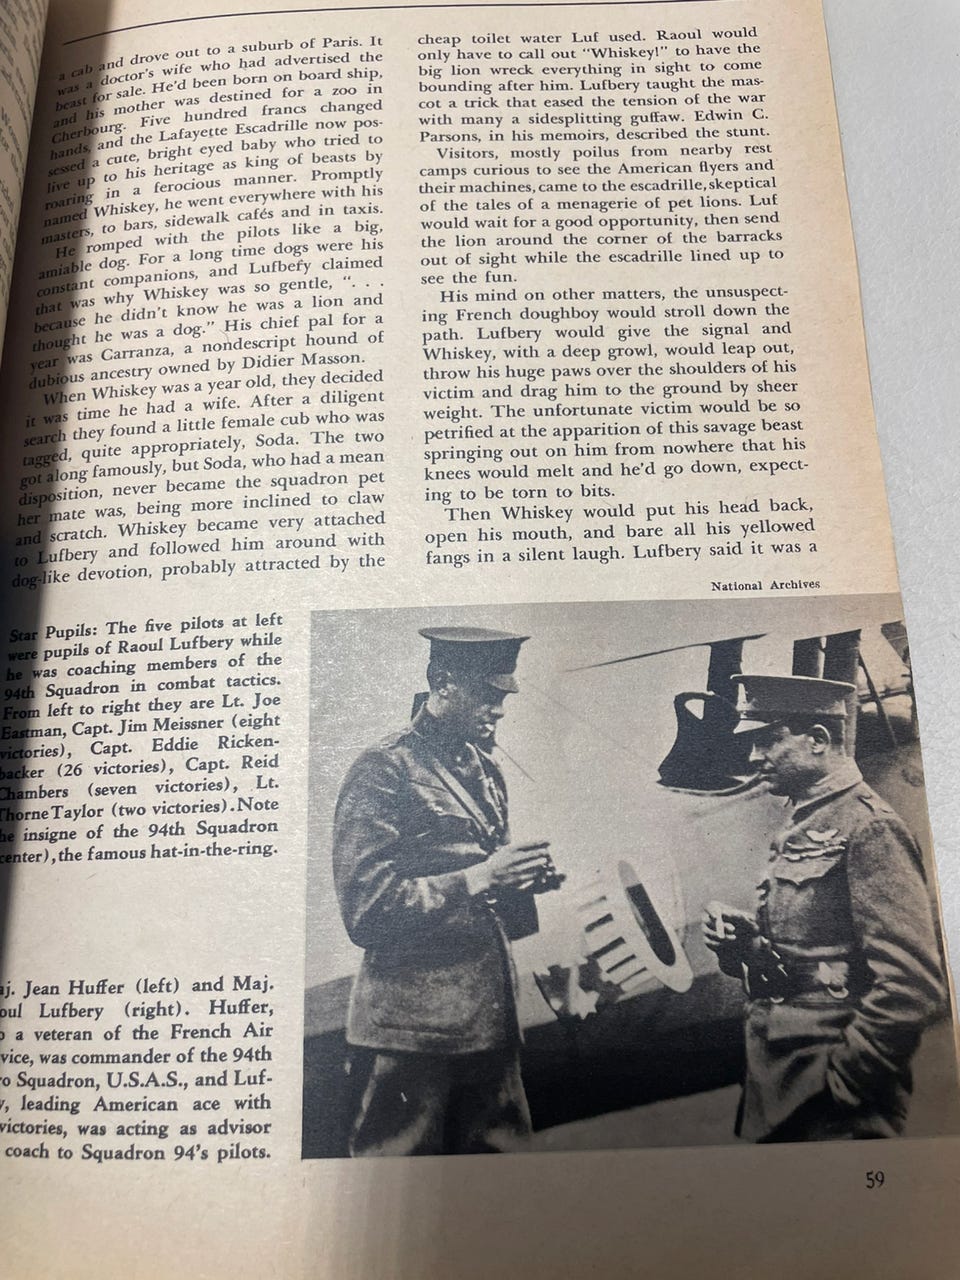 a cab and drove out to a suburb of Paris. It
was a doctor's wife who had advertised the
beast for sale. He'd been born on board ship,
and his mother was destined for a zoo in
Cherbourg. Five hundred francs changed
hands, and the Lafayette Escadrille now pos-
sessed a cute, bright eyed baby who tried to
live up to his heritage as king of beasts by
roaring in a ferocious manner. Promptly
named Whiskey, he went everywhere with his
masters, to bars, sidewalk cafés and in taxis.
He romped with the pilots like a big,
amiable dog. For a long time dogs were his
constant companions, and Lufbefy claimed
that was why Whiskey was so gentle, ". . .
because he didn't know he was a lion and
thought he was a dog." His chief pal for a
year was Carranza, a nondescript hound of
dubious ancestry owned by Didier Masson.
When Whiskey was a year old, they decided
it was time he had a wife. After a diligent
search they found a little female cub who was
tagged, quite appropriately, Soda. The two
got along famously, but Soda, who had a mean
disposition, never became the squadron pet
her mate was, being more inclined to claw
and scratch. Whiskey became very attached
to Lufbery and followed him around with
dog-like devotion, probably attracted by the
cheap toilet water Luf used. Raoul would
only have to call out "Whiskey!" to have the
big lion wreck everything in sight to come
bounding after him. Lufbery taught the mas-
cot a trick that eased the tension of the war
with many a sidesplitting guffaw. Edwin C.
Parsons, in his memoirs, described the stunt.
Visitors, mostly poilus from nearby rest
camps curious to see the American flyers and
their machines, came to the escadrille, skeptical
of the tales of a menagerie of pet lions. Luf
would wait for a good opportunity, then send
the lion around the corner of the barracks
out of sight while the escadrille lined up to
see the fun.
His mind on other matters, the unsuspect-
ing French doughboy would stroll down the
path. Lufbery would give the signal and
Whiskey, with a deep growl, would leap out,
throw his huge paws over the shoulders of his
victim and drag him to the ground by sheer
weight. The unfortunate victim would be so
petrified at the apparition of this savage beast
springing out on him from nowhere that his
knees would melt and he'd go down, expect-
ing to be torn to bits.
Then Whiskey would put his head back,
open his mouth, and bare all his yellowed
fangs in a silent laugh. Lufbery said it was a
National Archives
Star Pupils: The five pilots at left
were pupils of Raoul Lufbery while
he was coaching members of the
94th Squadron in combat tactics.
From left to right they are Lt. Joe
Eastman, Capt. Jim Meissner (eight
victories), Capt. Eddie Ricken-
backer (26 victories), Capt. Reid
Chambers (seven victories), Lt.
Thorne Taylor (two victories). Note
he insigne of the 94th Squadron
center), the famous hat-in-the-ring.
aj. Jean Huffer (left) and Maj.
oul Lufbery (right). Huffer,
o a veteran of the French Air
vice, was commander of the 94th
o Squadron, U.S.A.S., and Luf-
y, leading American ace with
victories, was acting as advisor
coach to Squadron 94's pilots.
59